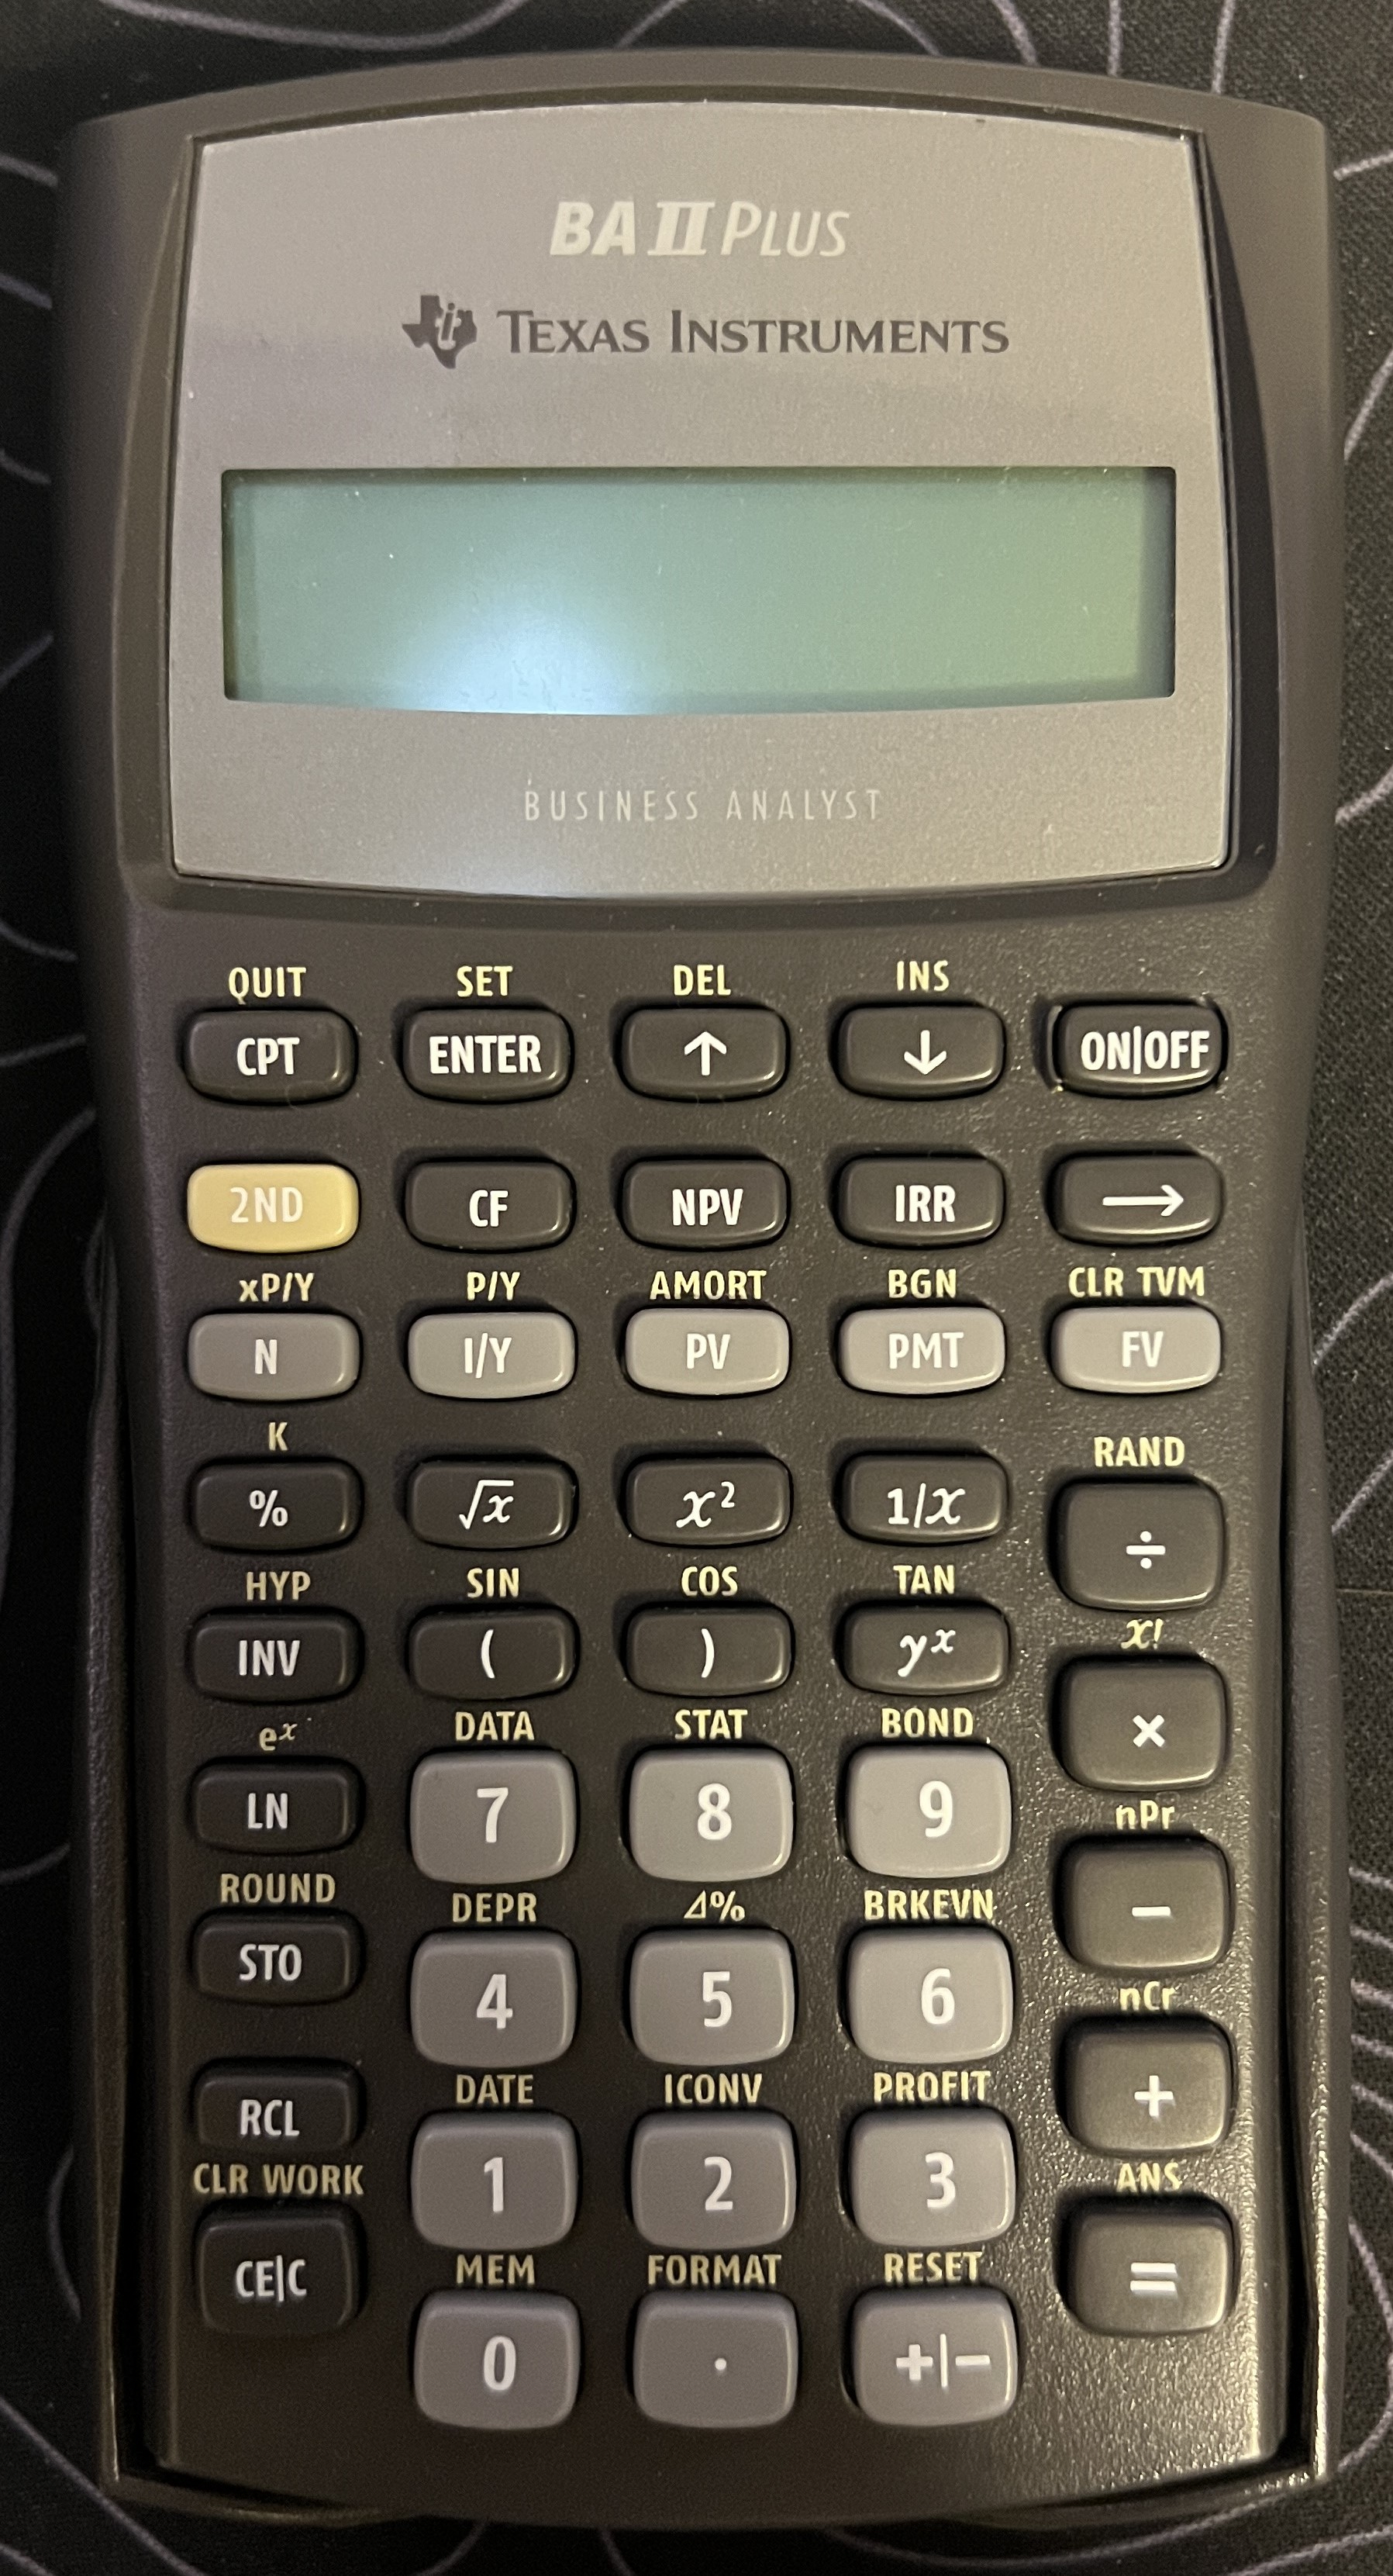 BA II PLUS
TEXAS INSTRUMENTS
BUSINESS ANALYST
QUIT SET DEL INS
CPT ENTER ↑ ↓ ON|OFF
2ND CF NPV IRR →
xP/Y P/Y AMORT BGN CLR TVM
N I/Y PV PMT FV
K RAND
% √x x² 1/x ÷
HYP SIN COS TAN x!
INV ( ) yˣ ×
eˣ DATA STAT BOND nPr
LN 7 8 9 −
ROUND DEPR Δ% BRKEVN nCr
STO 4 5 6 +
DATE ICONV PROFIT
RCL 1 2 3
CLR WORK ANS
CE|C =
MEM FORMAT RESET
0 . +|−